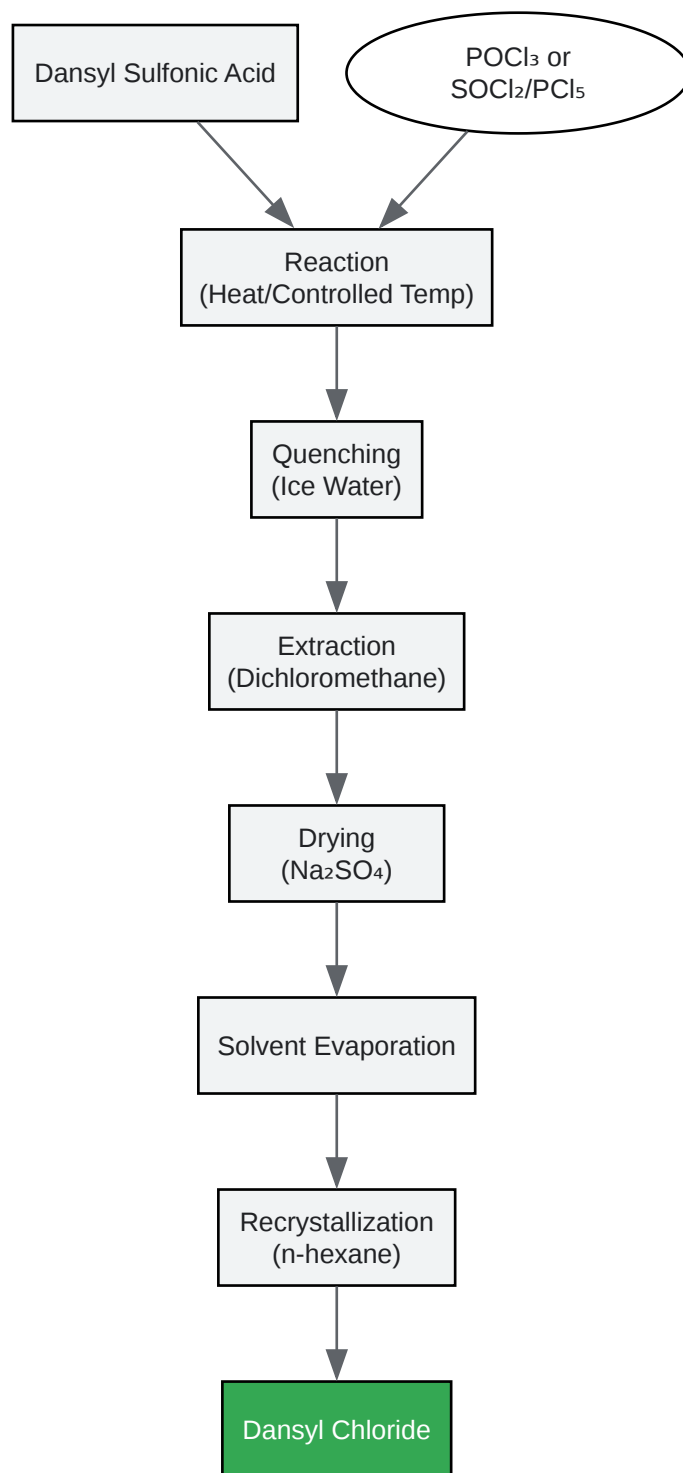 Dansyl Sulfonic Acid
POCl₃ or
SOCl₂/PCl₅
Reaction
(Heat/Controlled Temp)
Quenching
(Ice Water)
Extraction
(Dichloromethane)
Drying
(Na₂SO₄)
Solvent Evaporation
Recrystallization
(n-hexane)
Dansyl Chloride